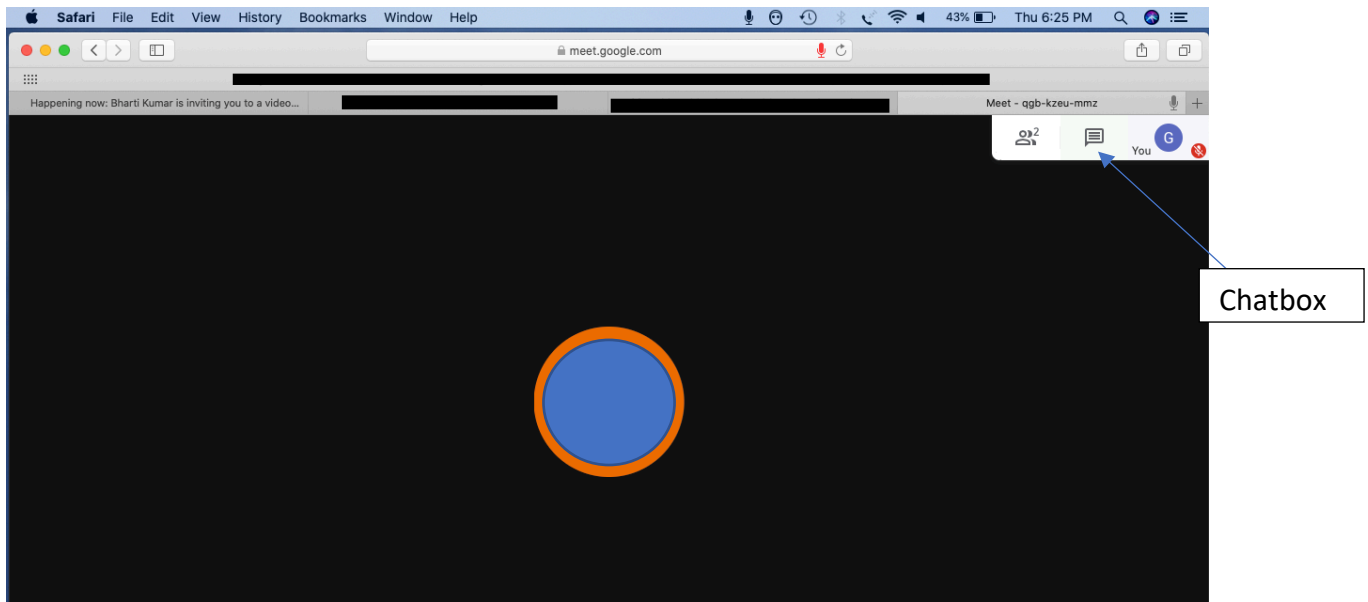 Safari File Edit View History Bookmarks Window Help 43% Thu 6:25 PM
meet.google.com
Happening now: Bharti Kumar is inviting you to a video... Meet - qgb-kzeu-mmz
2 You G
Chatbox